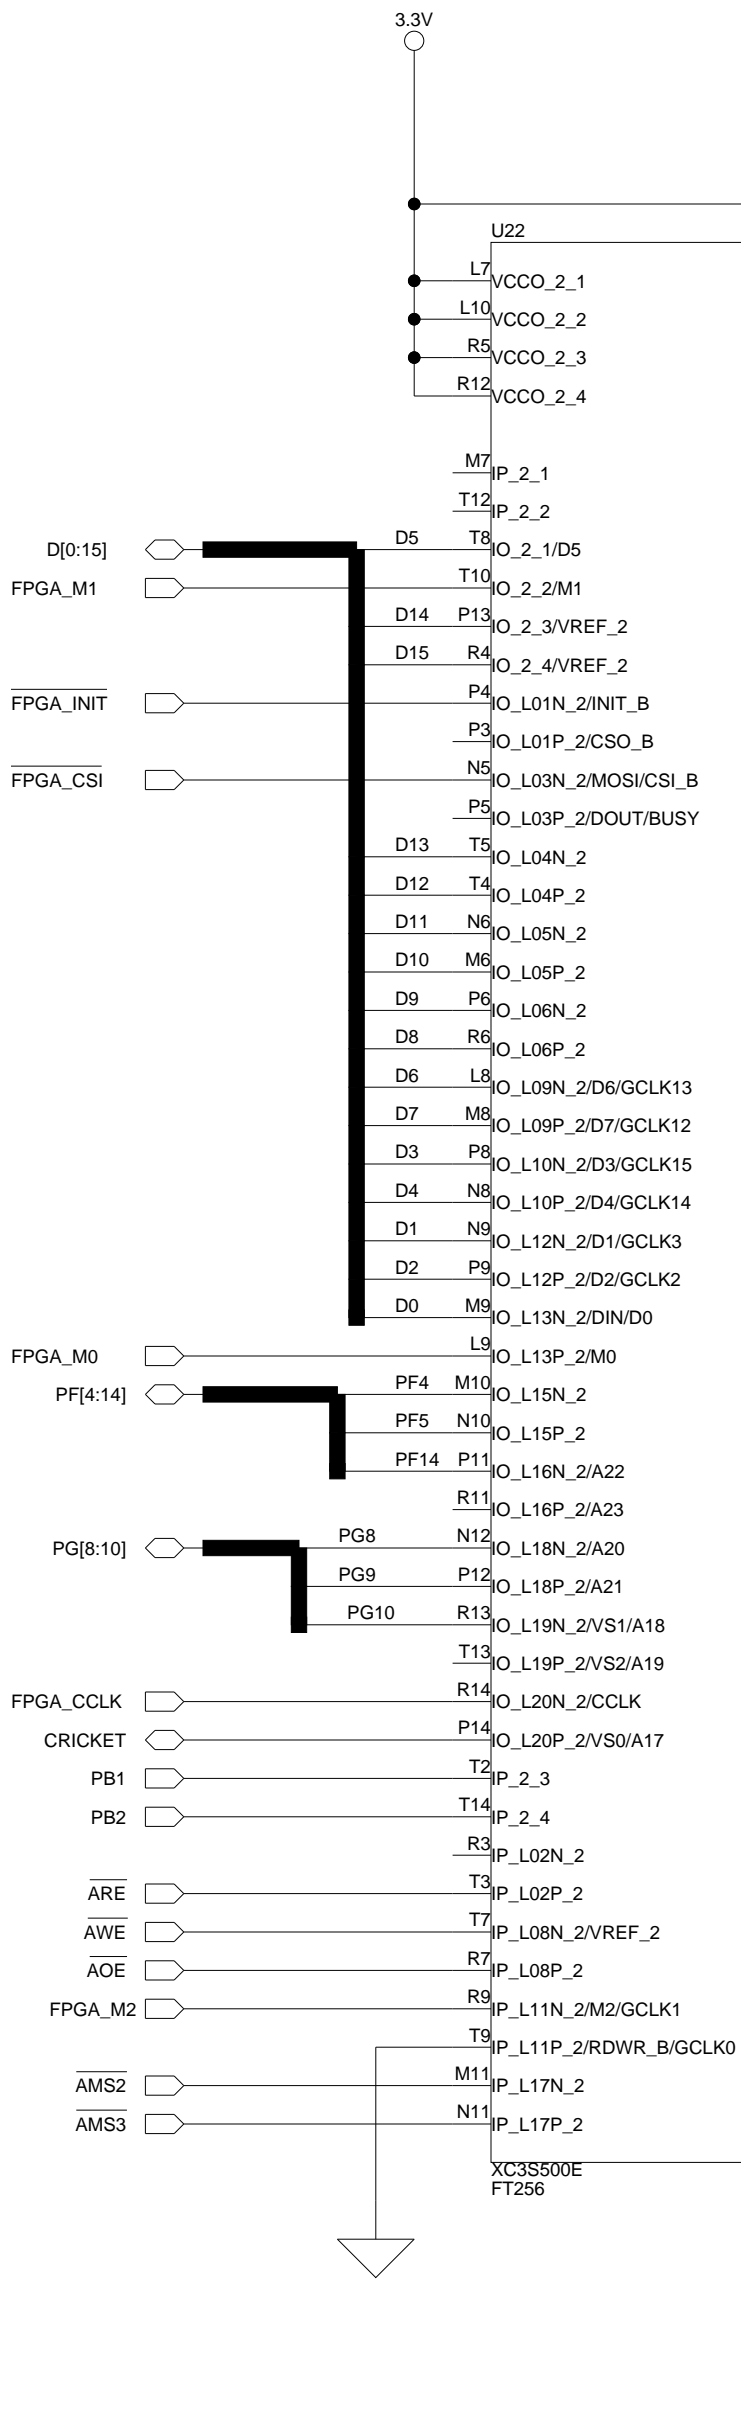 3.3V
U22
L7 VCCO_2_1
L10 VCCO_2_2
R5 VCCO_2_3
R12 VCCO_2_4
M7 IP_2_1
T12 IP_2_2
D[0:15] D5 T8 IO_2_1/D5
FPGA_M1 T10 IO_2_2/M1
D14 P13 IO_2_3/VREF_2
D15 R4 IO_2_4/VREF_2
FPGA_INIT P4 IO_L01N_2/INIT_B
P3 IO_L01P_2/CSO_B
FPGA_CSI N5 IO_L03N_2/MOSI/CSI_B
P5 IO_L03P_2/DOUT/BUSY
D13 T5 IO_L04N_2
D12 T4 IO_L04P_2
D11 N6 IO_L05N_2
D10 M6 IO_L05P_2
D9 P6 IO_L06N_2
D8 R6 IO_L06P_2
D6 L8 IO_L09N_2/D6/GCLK13
D7 M8 IO_L09P_2/D7/GCLK12
D3 P8 IO_L10N_2/D3/GCLK15
D4 N8 IO_L10P_2/D4/GCLK14
D1 N9 IO_L12N_2/D1/GCLK3
D2 P9 IO_L12P_2/D2/GCLK2
D0 M9 IO_L13N_2/DIN/D0
FPGA_M0 L9 IO_L13P_2/M0
PF[4:14] PF4 M10 IO_L15N_2
PF5 N10 IO_L15P_2
PF14 P11 IO_L16N_2/A22
R11 IO_L16P_2/A23
PG[8:10] PG8 N12 IO_L18N_2/A20
PG9 P12 IO_L18P_2/A21
PG10 R13 IO_L19N_2/VS1/A18
T13 IO_L19P_2/VS2/A19
FPGA_CCLK R14 IO_L20N_2/CCLK
CRICKET P14 IO_L20P_2/VS0/A17
PB1 T2 IP_2_3
PB2 T14 IP_2_4
R3 IP_L02N_2
ARE T3 IP_L02P_2
AWE T7 IP_L08N_2/VREF_2
AOE R7 IP_L08P_2
FPGA_M2 R9 IP_L11N_2/M2/GCLK1
T9 IP_L11P_2/RDWR_B/GCLK0
AMS2 M11 IP_L17N_2
AMS3 N11 IP_L17P_2
XC3S500E
FT256